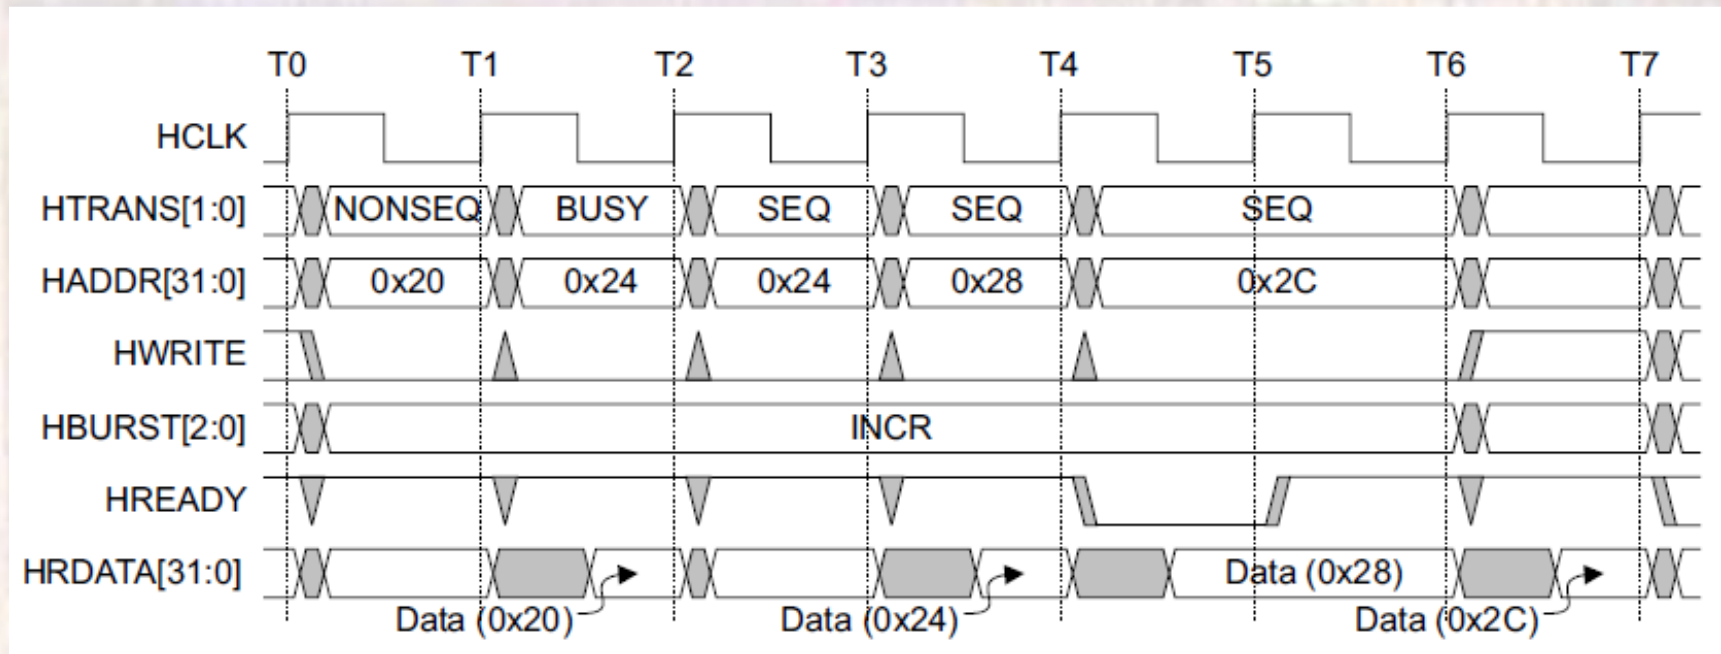 T0 T1 T2 T3 T4 T5 T6 T7
HCLK
HTRANS[1:0] NONSEQ BUSY SEQ SEQ SEQ
HADDR[31:0] 0x20 0x24 0x24 0x28 0x2C
HWRITE
HBURST[2:0] INCR
HREADY
HRDATA[31:0] Data (0x28)
Data (0x20) Data (0x24) Data (0x2C)